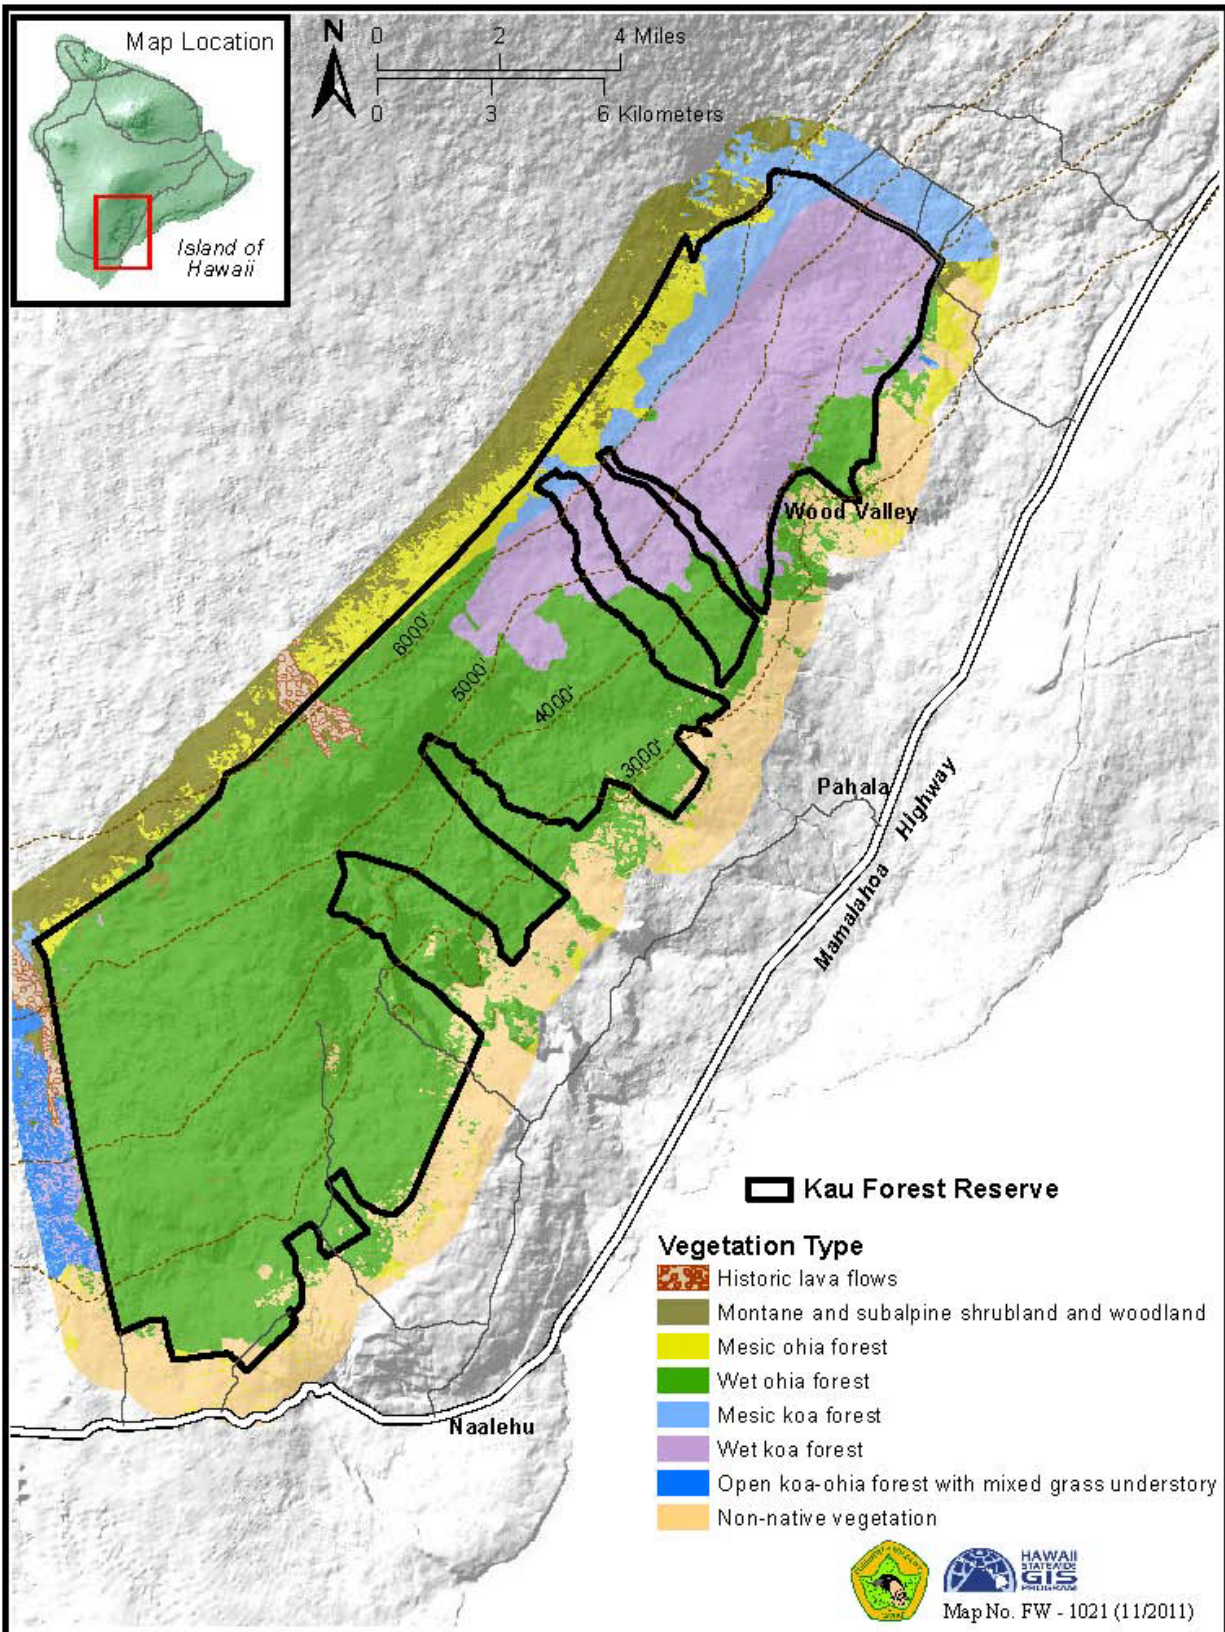 Map Location
Island of
Hawaii
N
0 2 4 Miles
0 3 6 Kilometers
Wood Valley
6000'
5000'
4000'
3000'
Pahala
Mamalahoa Highway
Naalehu
Kau Forest Reserve
Vegetation Type
Historic lava flows
Montane and subalpine shrubland and woodland
Mesic ohia forest
Wet ohia forest
Mesic koa forest
Wet koa forest
Open koa-ohia forest with mixed grass understory
Non-native vegetation
HAWAII
STATEWIDE
GIS
PROGRAM
Map No. FW - 1021 (11/2011)